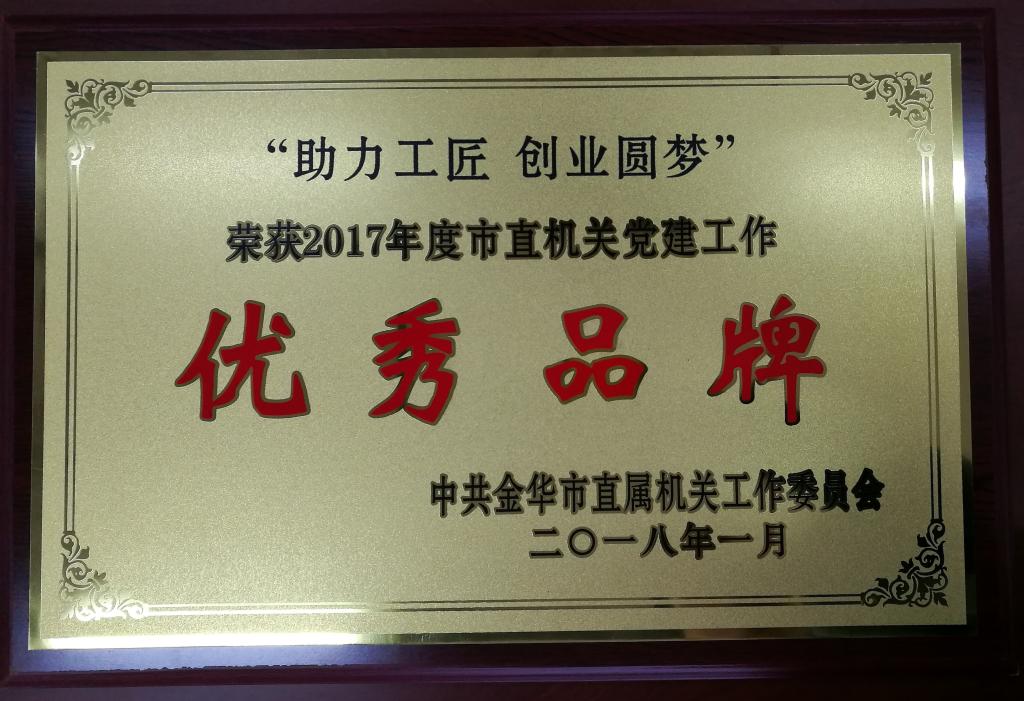 “助力工匠 创业圆梦”
荣获2017年度市直机关党建工作
优秀品牌
中共金华市直属机关工作委员会
二〇一八年一月